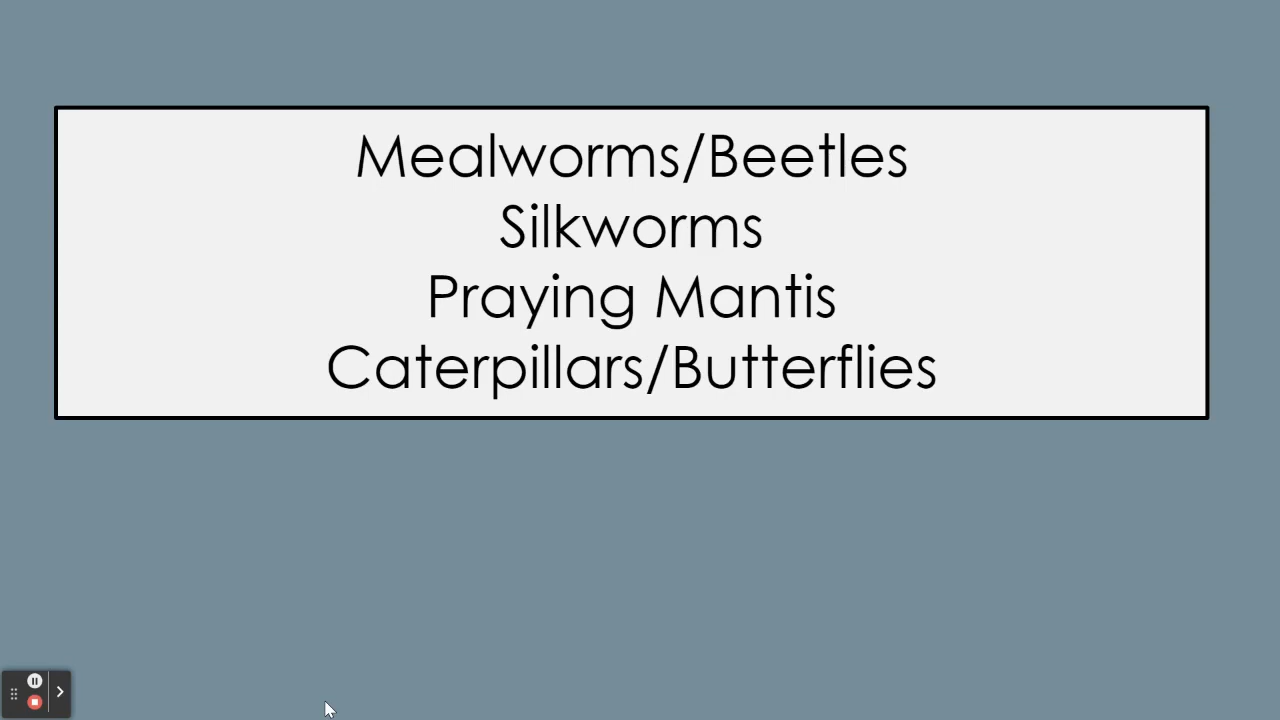 Mealworms/Beetles
Silkworms
Praying Mantis
Caterpillars/Butterflies